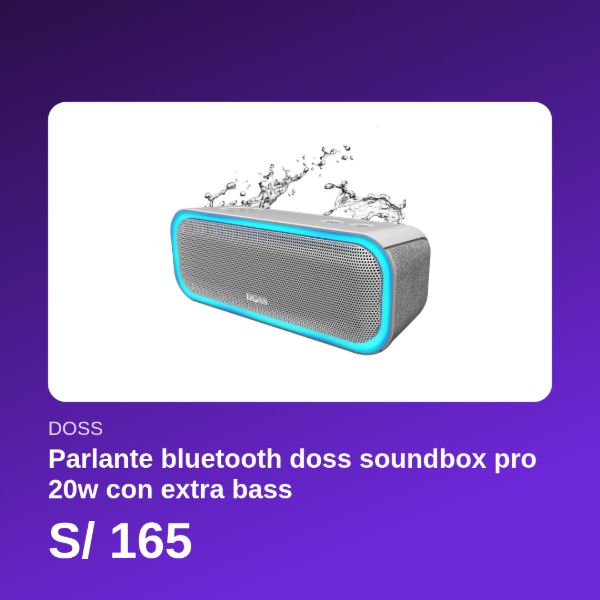 DOSS
DOSS
Parlante bluetooth doss soundbox pro
20w con extra bass
S/ 165